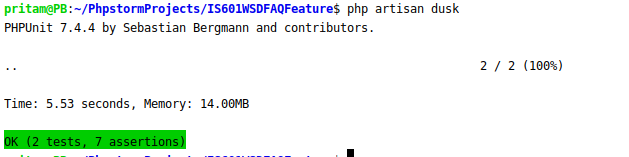 pritam@PB:~/PhpstormProjects/IS601WSDFAQFeature$ php artisan dusk
PHPUnit 7.4.4 by Sebastian Bergmann and contributors.
.. 2 / 2 (100%)
Time: 5.53 seconds, Memory: 14.00MB
OK (2 tests, 7 assertions)